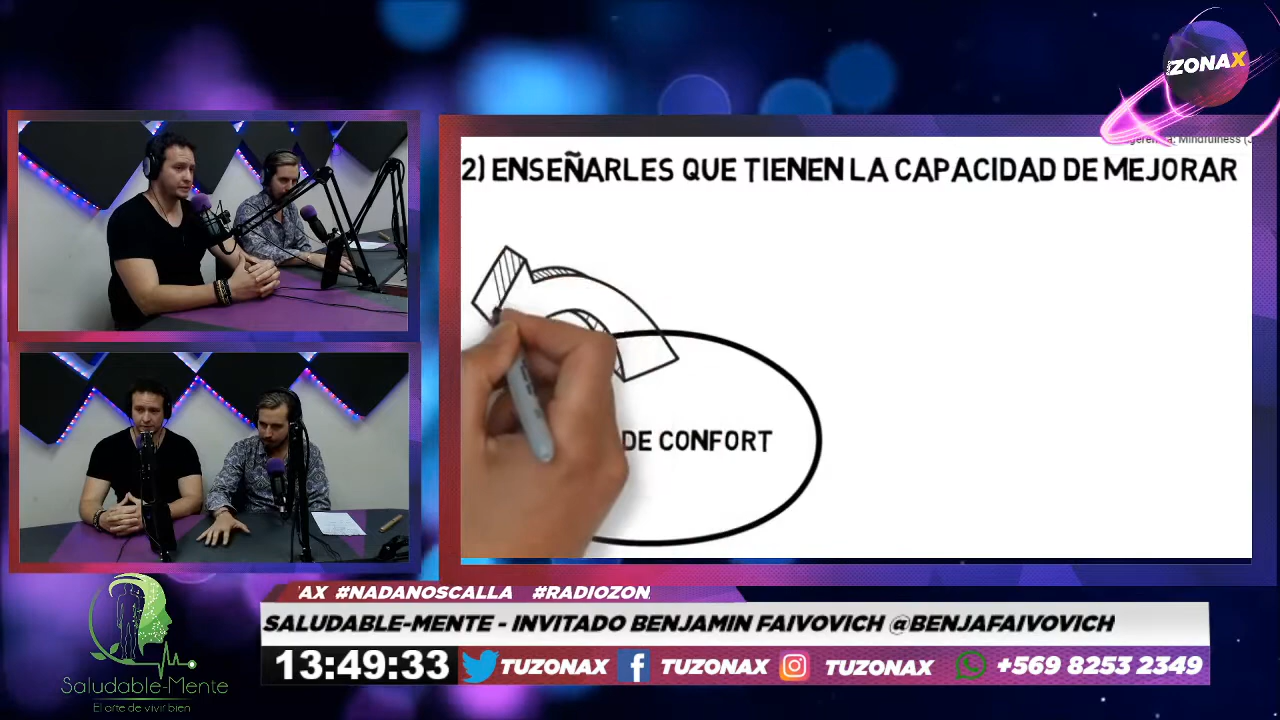 ZONAX
Mindfulness
2) ENSEÑARLES QUE TIENEN LA CAPACIDAD DE MEJORAR
DE CONFORT
AX #NADANOSCALLA #RADIOZON
SALUDABLE-MENTE - INVITADO BENJAMIN FAIVOVICH @BENJAFAIVOVICH
13:49:33 TUZONAX TUZONAX TUZONAX +569 8253 2349
Saludable-Mente
El arte de vivir bien